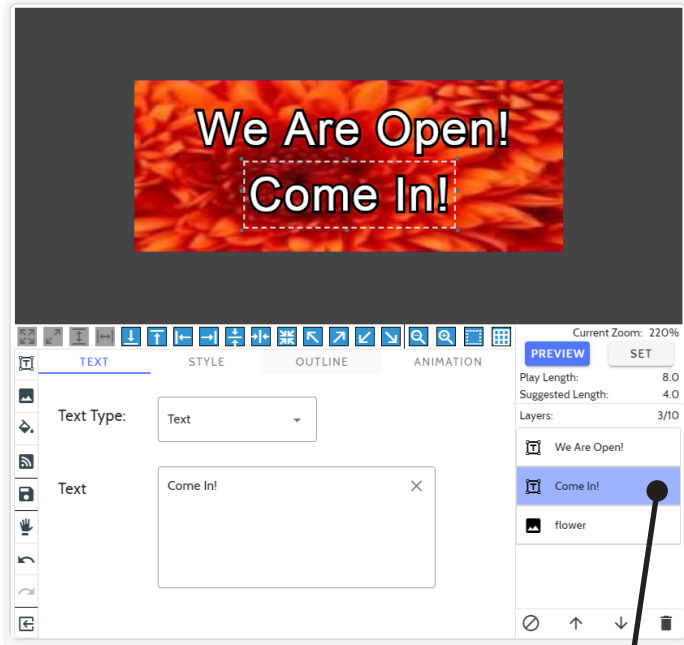 We Are Open!
Come In!
Current Zoom: 220%
TEXT STYLE OUTLINE ANIMATION
PREVIEW SET
Play Length: 8.0
Suggested Length: 4.0
Layers: 3/10
Text Type: Text
We Are Open!
Text Come In!
Come In!
flower